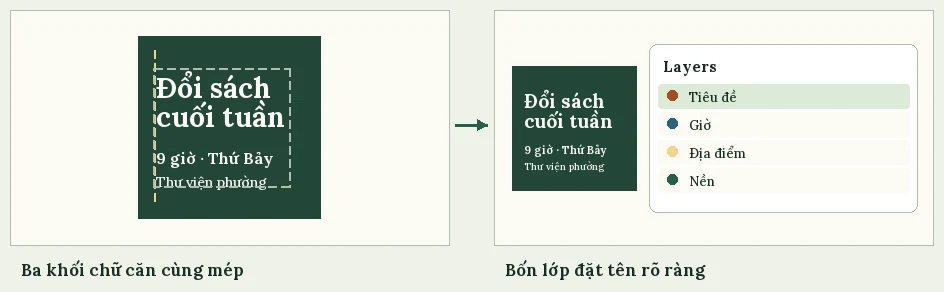 Đổi sách
cuối tuần
9 giờ · Thứ Bảy
Thư viện phường
Ba khối chữ căn cùng mép
Đổi sách
cuối tuần
9 giờ · Thứ Bảy
Thư viện phường
Layers
Tiêu đề
Giờ
Địa điểm
Nền
Bốn lớp đặt tên rõ ràng